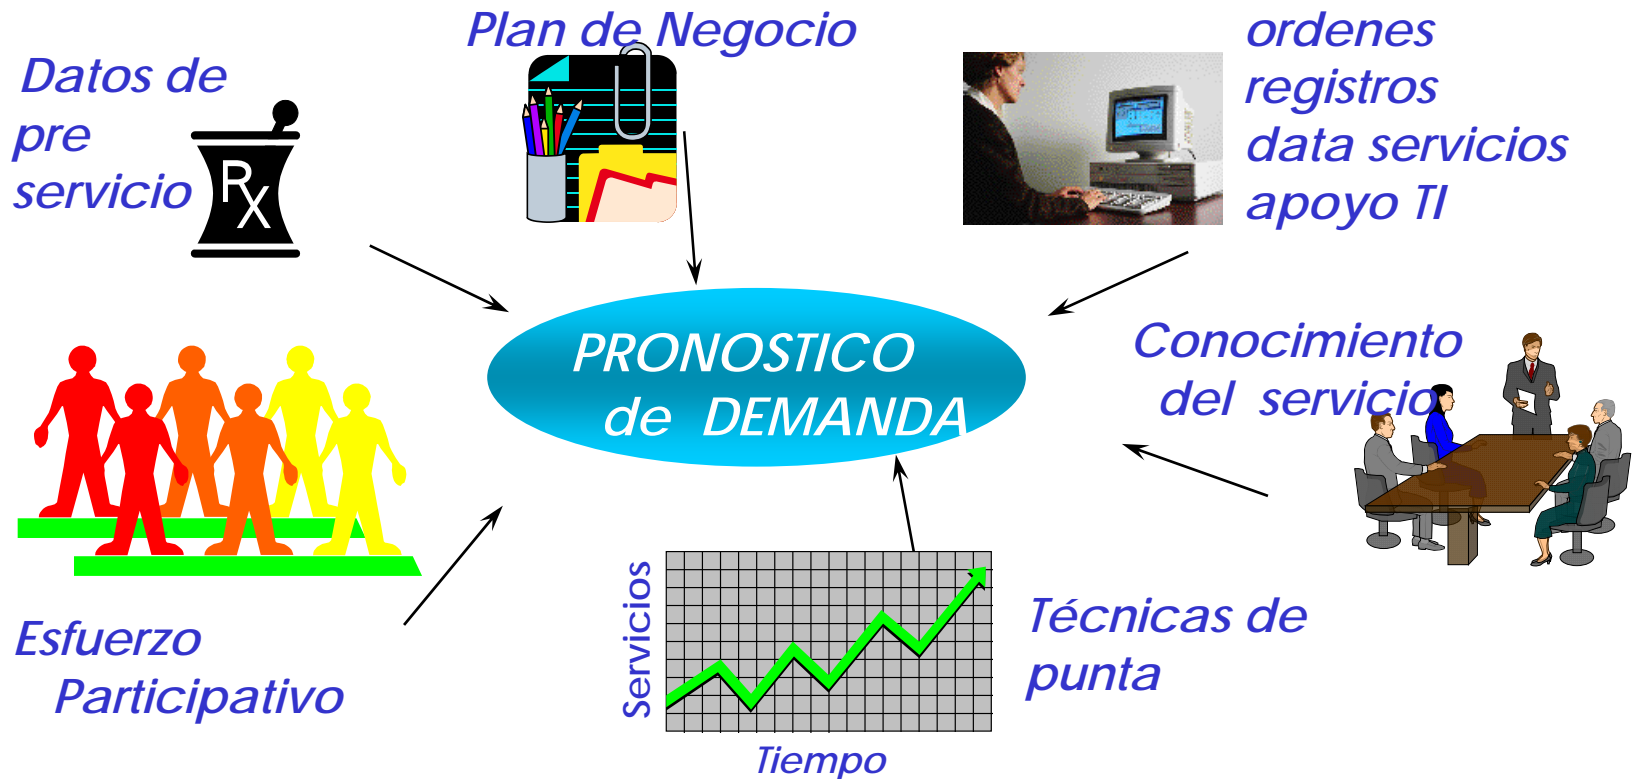 Plan de Negocio
Datos de
pre
servicio
RX
ordenes
registros
data servicios
apoyo TI
PRONOSTICO
de DEMANDA
Conocimiento
del servicio
Esfuerzo
Participativo
Servicios
Tiempo
Técnicas de
punta